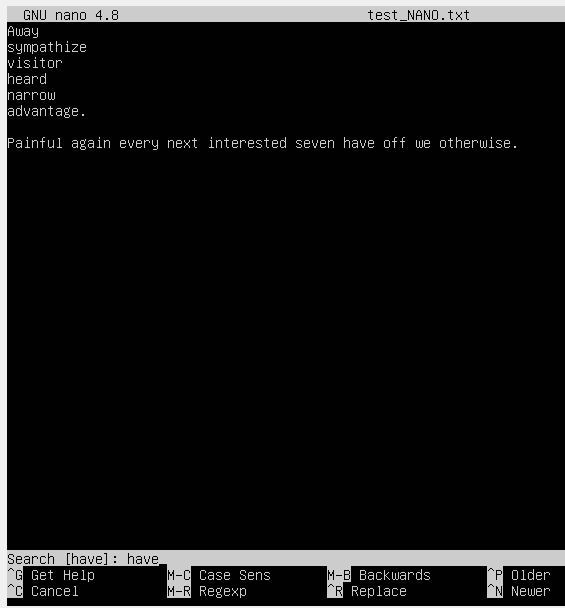 GNU nano 4.8 test_NANO.txt
Away
sympathize
visitor
heard
narrow
advantage.
Painful again every next interested seven have off we otherwise.
Search [have]: have
^G Get Help M-C Case Sens M-B Backwards ^P Older
^C Cancel M-R Regexp ^R Replace ^N Newer